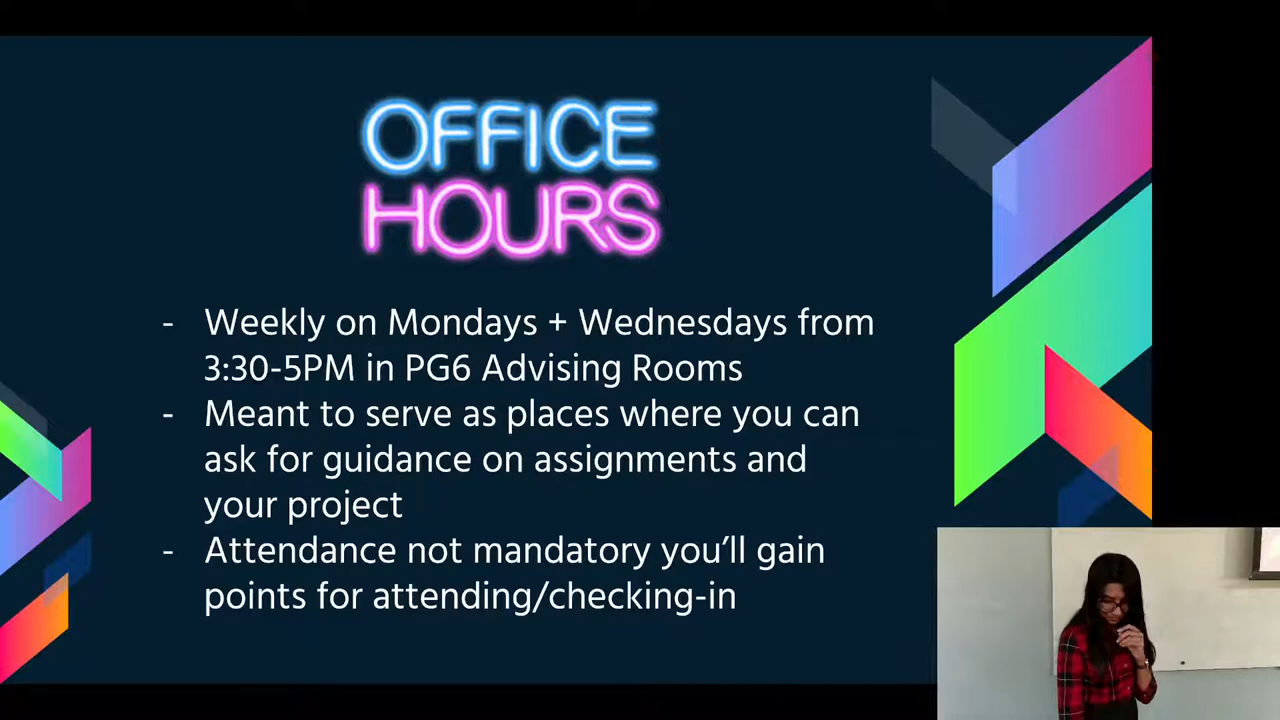 OFFICE
HOURS
- Weekly on Mondays + Wednesdays from
3:30-5PM in PG6 Advising Rooms
- Meant to serve as places where you can
ask for guidance on assignments and
your project
- Attendance not mandatory you’ll gain
points for attending/checking-in